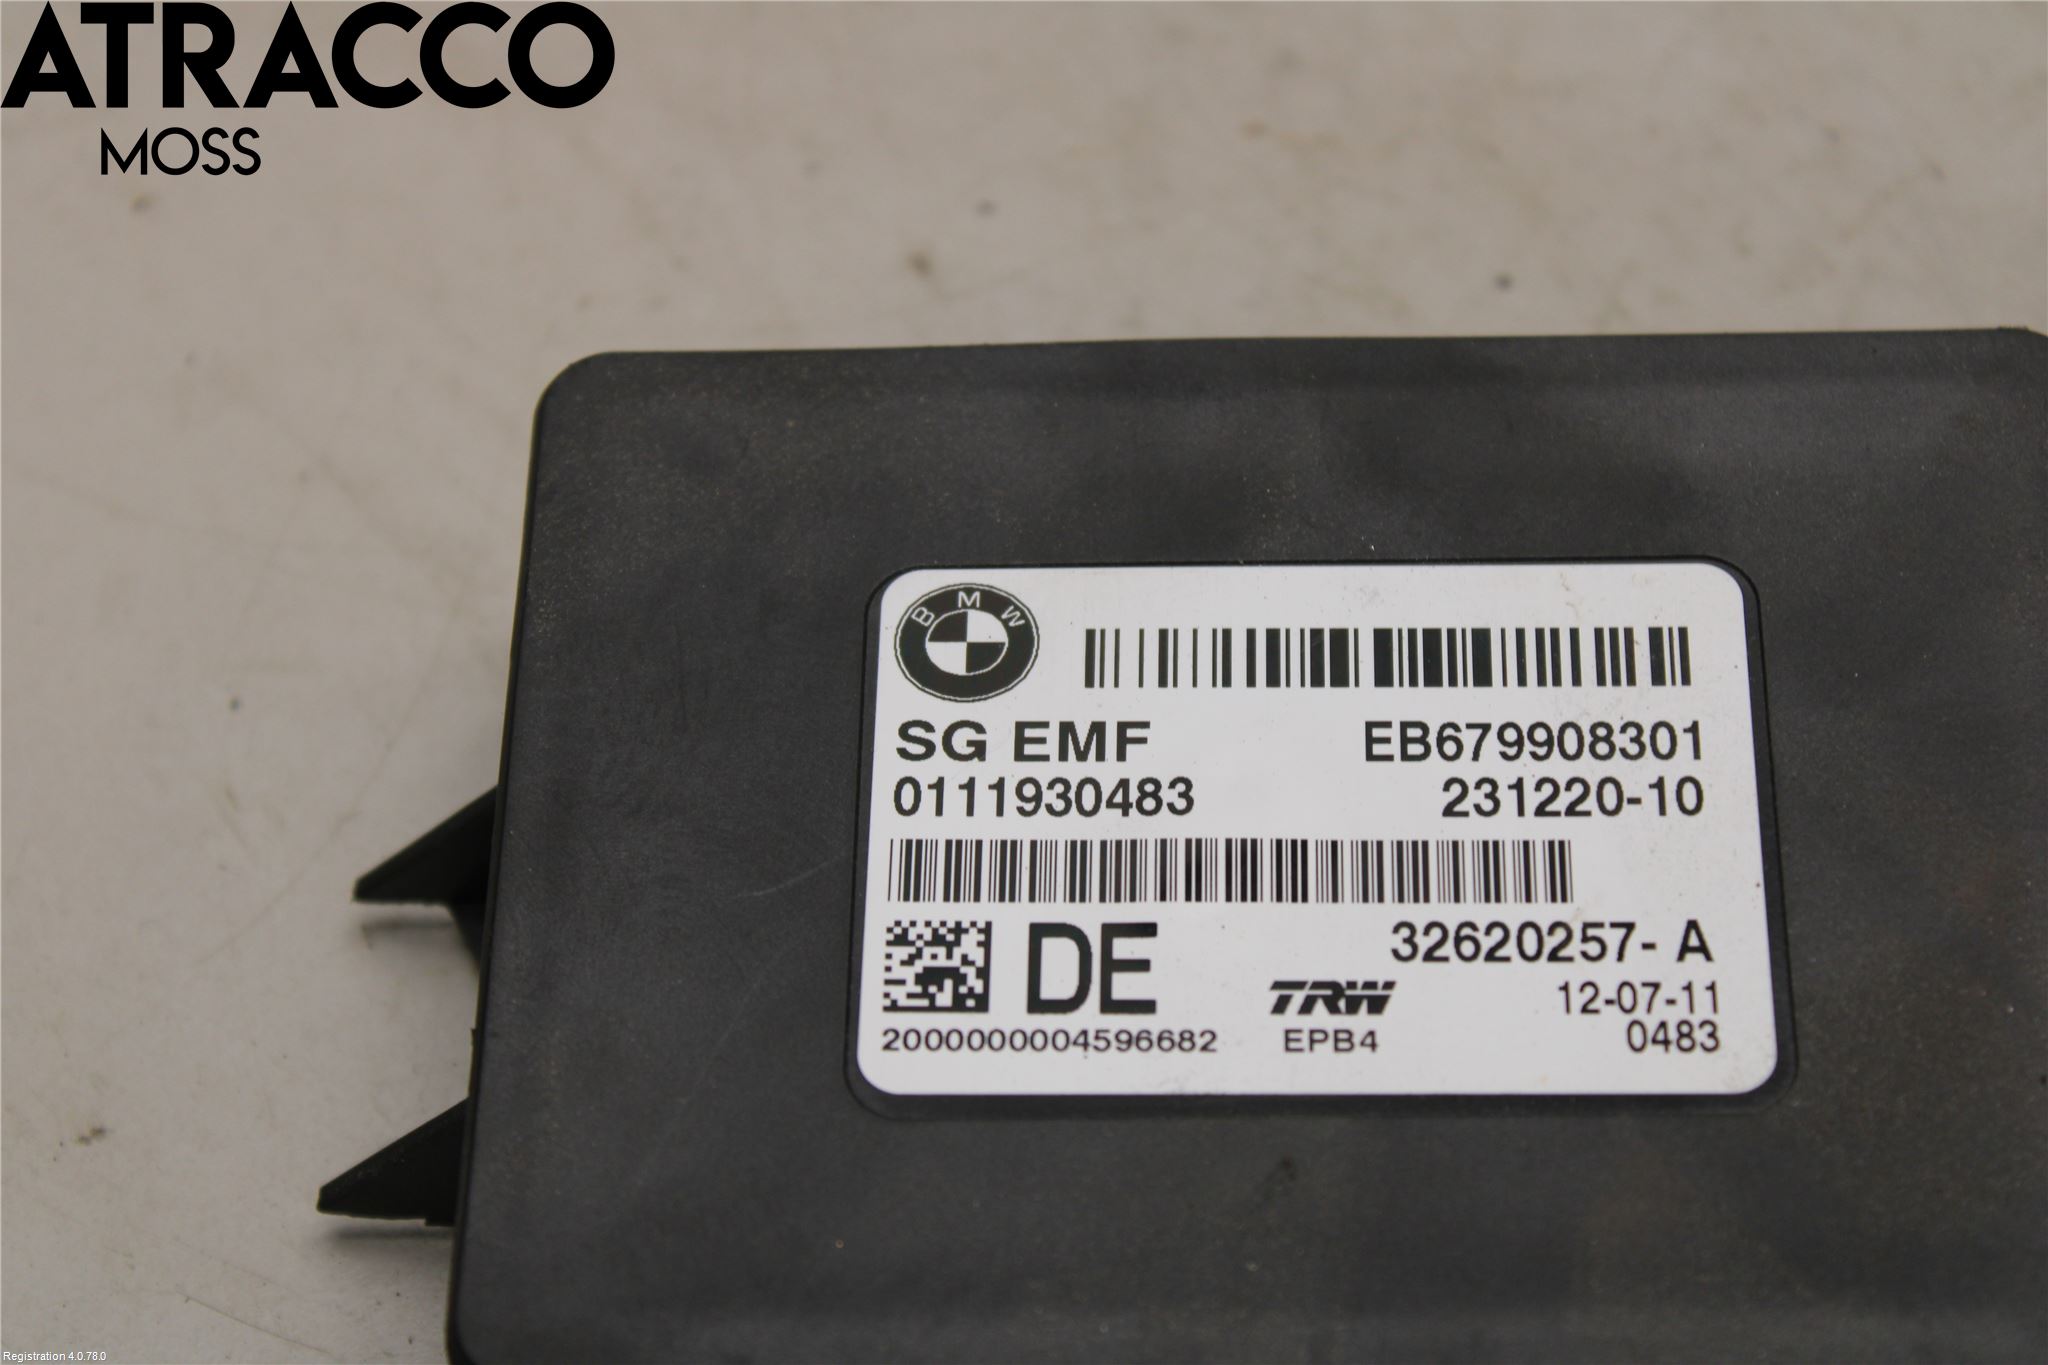 ATRACCO
MOSS
BMW
SG EMF EB679908301
0111930483 231220-10
DE 32620257- A
TRW 12-07-11
2000000004596682 EPB4 0483
Registration 4.0.78.0